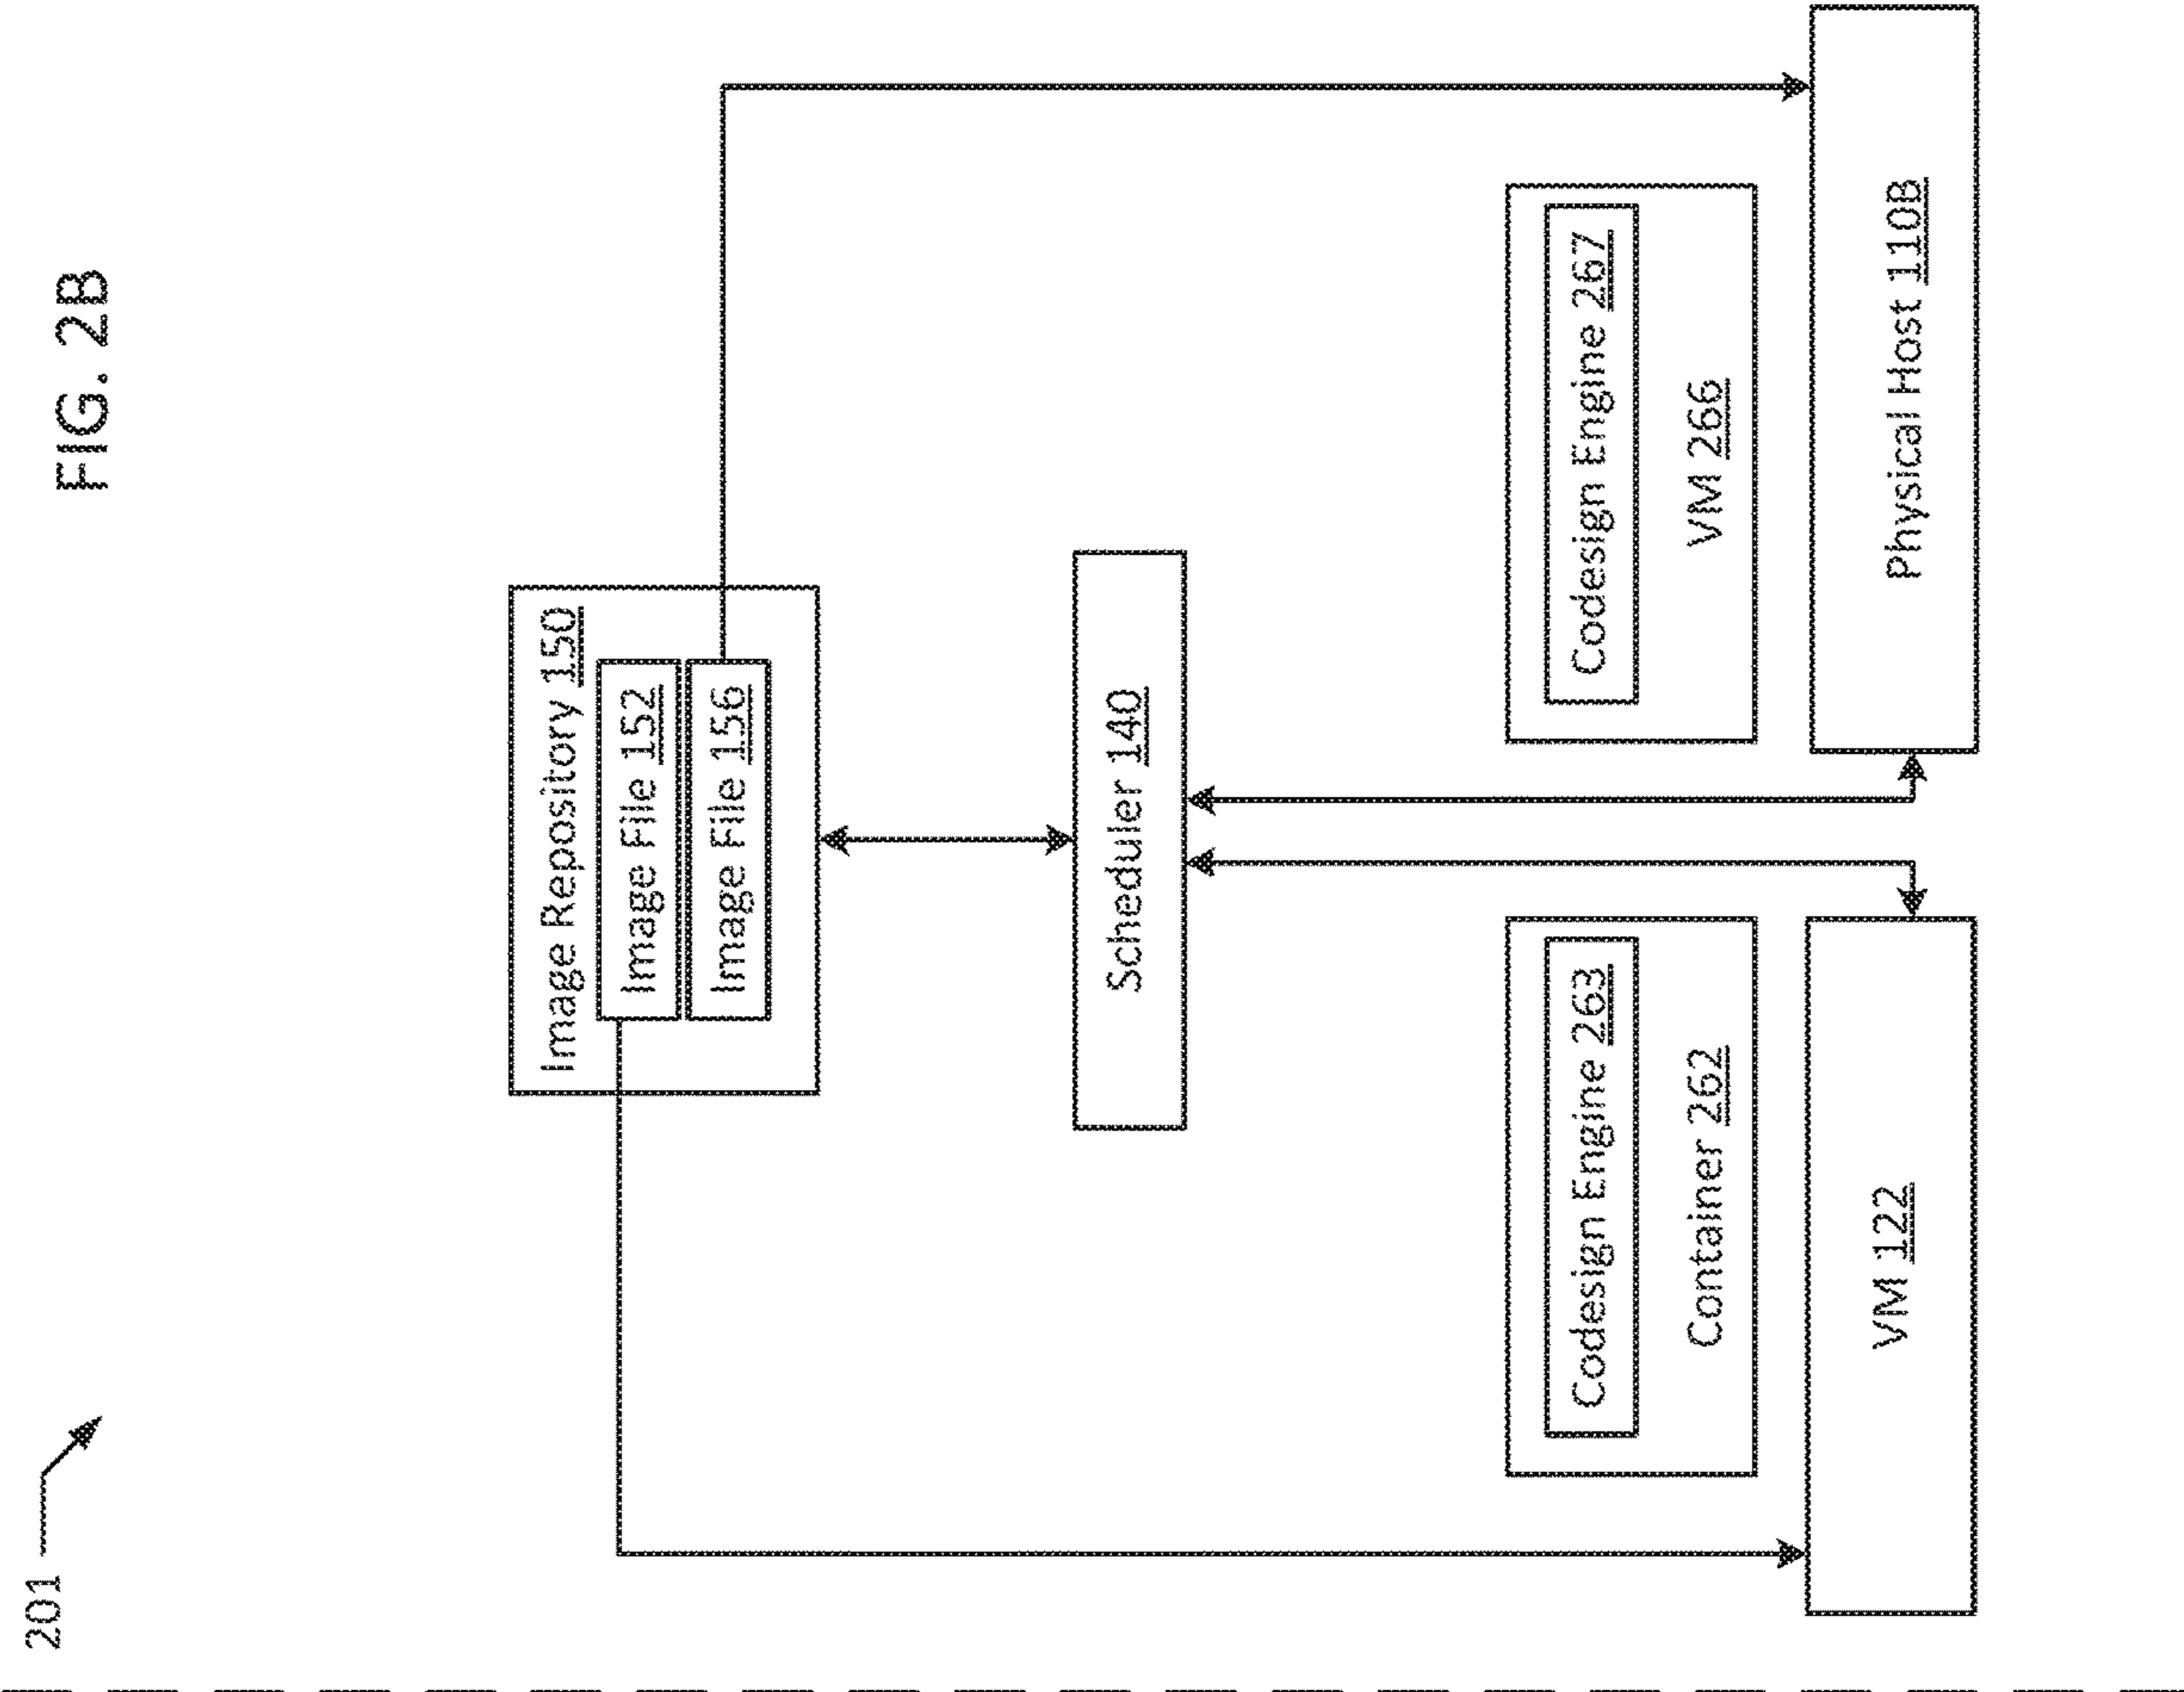 201
FIG. 2B
Image Repository 150
Image File 152
Image File 156
Scheduler 140
Codesign Engine 263
Container 262
VM 122
Codesign Engine 267
VM 266
Physical Host 110B